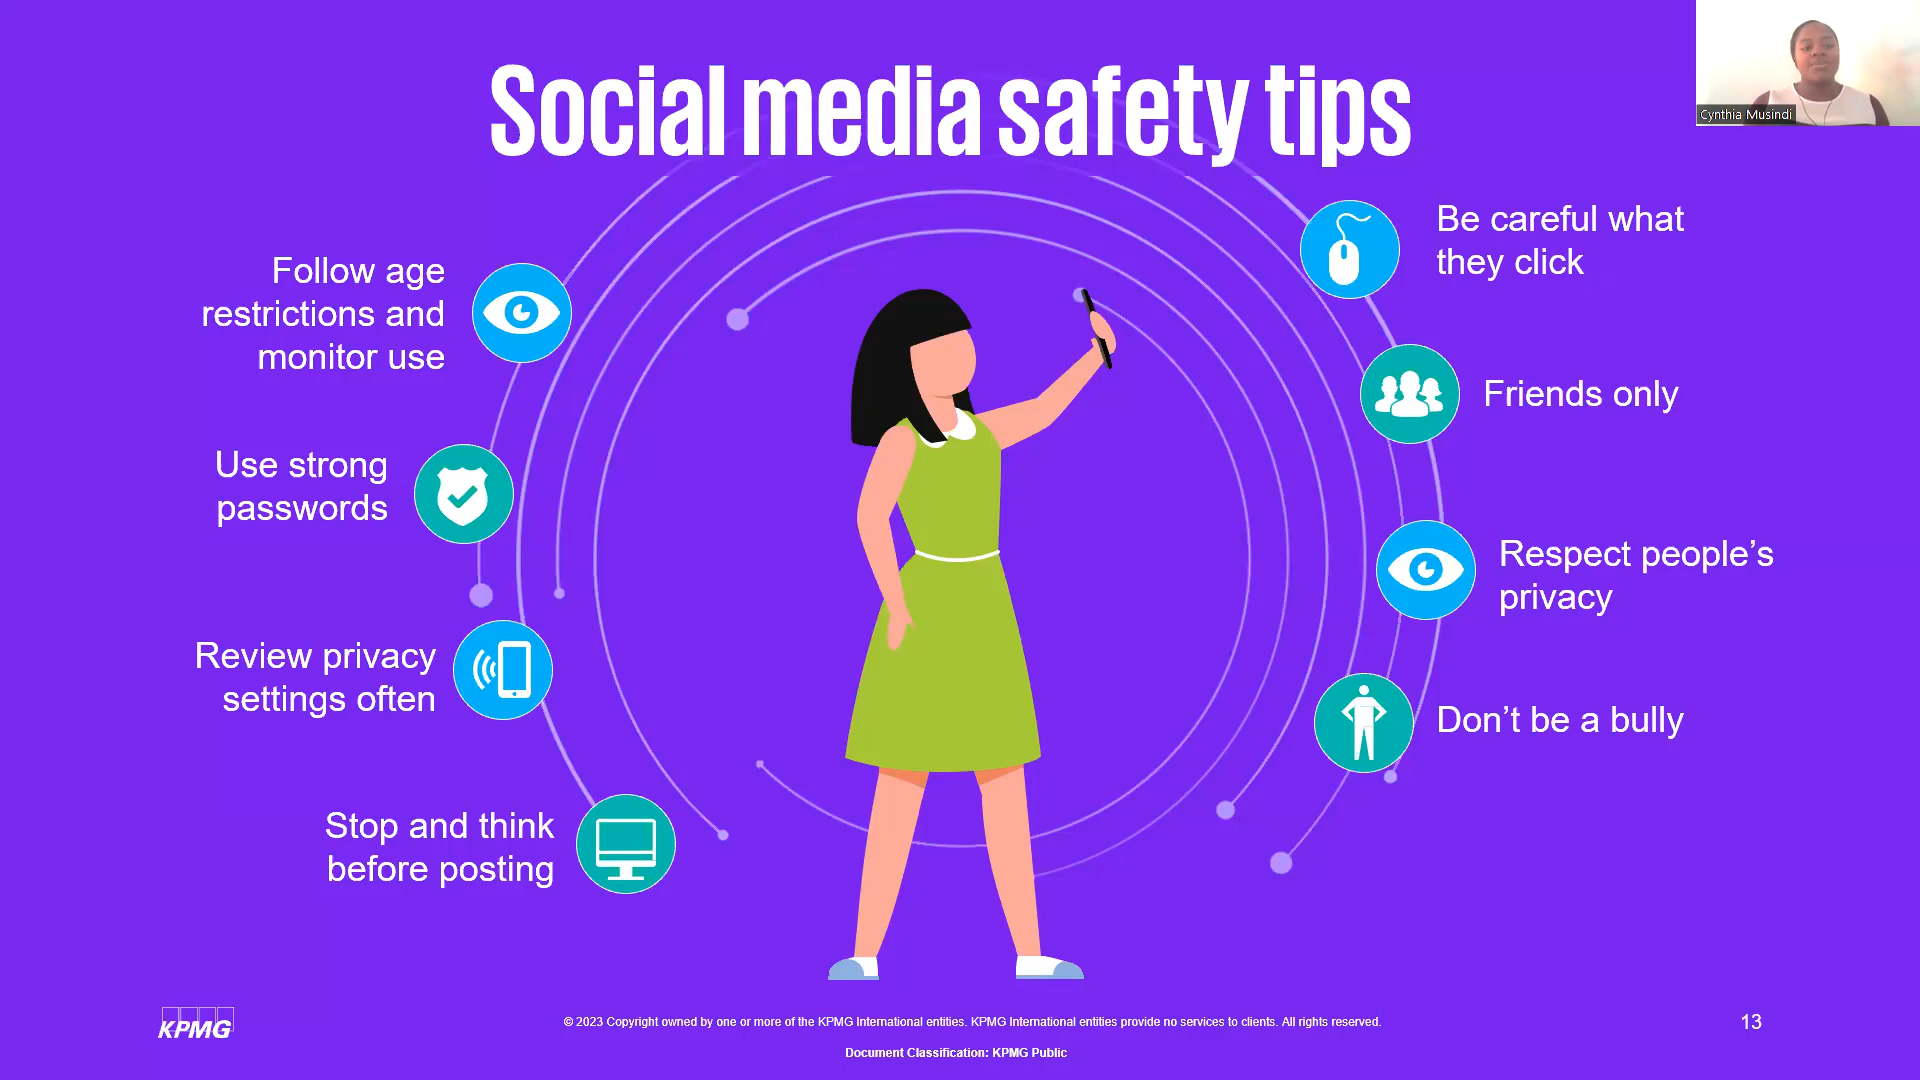 Social media safety tips
Cynthia Musindi
Follow age
restrictions and
monitor use
Use strong
passwords
Review privacy
settings often
Stop and think
before posting
Be careful what
they click
Friends only
Respect people’s
privacy
Don’t be a bully
KPMG
© 2023 Copyright owned by one or more of the KPMG International entities. KPMG International entities provide no services to clients. All rights reserved.
13
Document Classification: KPMG Public